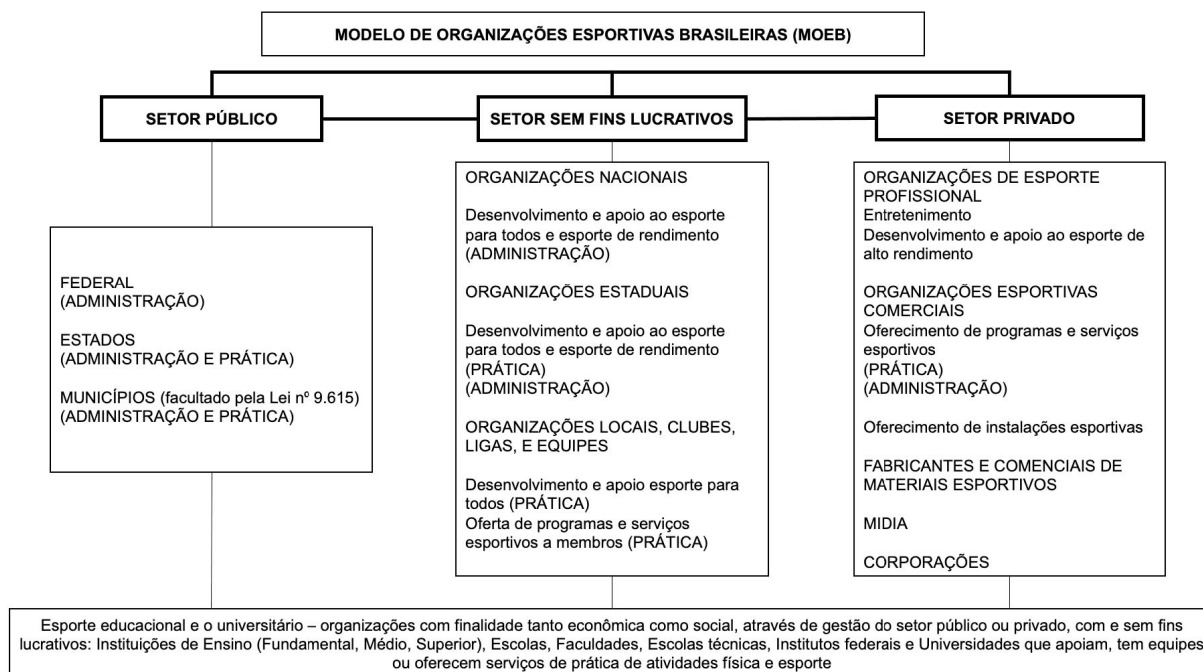 MODELO DE ORGANIZAÇÕES ESPORTIVAS BRASILEIRAS (MOEB)
SETOR PÚBLICO
SETOR SEM FINS LUCRATIVOS
SETOR PRIVADO
FEDERAL
(ADMINISTRAÇÃO)
ESTADOS
(ADMINISTRAÇÃO E PRÁTICA)
MUNICÍPIOS (facultado pela Lei nº 9.615)
(ADMINISTRAÇÃO E PRÁTICA)
ORGANIZAÇÕES NACIONAIS
Desenvolvimento e apoio ao esporte
para todos e esporte de rendimento
(ADMINISTRAÇÃO)
ORGANIZAÇÕES ESTADUAIS
Desenvolvimento e apoio ao esporte
para todos e esporte de rendimento
(PRÁTICA)
(ADMINISTRAÇÃO)
ORGANIZAÇÕES LOCAIS, CLUBES,
LIGAS, E EQUIPES
Desenvolvimento e apoio esporte para
todos (PRÁTICA)
Oferta de programas e serviços
esportivos a membros (PRÁTICA)
ORGANIZAÇÕES DE ESPORTE
PROFISSIONAL
Entretenimento
Desenvolvimento e apoio ao esporte de
alto rendimento
ORGANIZAÇÕES ESPORTIVAS
COMERCIAIS
Oferecimento de programas e serviços
esportivos
(PRÁTICA)
(ADMINISTRAÇÃO)
Oferecimento de instalações esportivas
FABRICANTES E COMENCIAIS DE
MATERIAIS ESPORTIVOS
MIDIA
CORPORAÇÕES
Esporte educacional e o universitário – organizações com finalidade tanto econômica como social, através de gestão do setor público ou privado, com e sem fins
lucrativos: Instituições de Ensino (Fundamental, Médio, Superior), Escolas, Faculdades, Escolas técnicas, Institutos federais e Universidades que apoiam, tem equipes
ou oferecem serviços de prática de atividades física e esporte